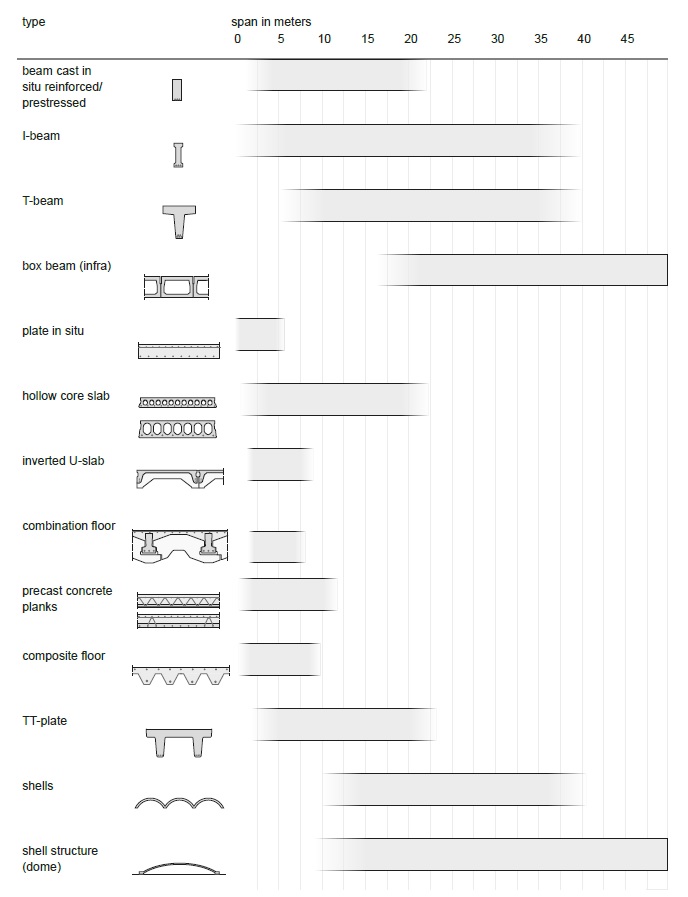 type span in meters
0 5 10 15 20 25 30 35 40 45
beam cast in
situ reinforced/
prestressed
I-beam
T-beam
box beam (infra)
plate in situ
hollow core slab
inverted U-slab
combination floor
precast concrete
planks
composite floor
TT-plate
shells
shell structure
(dome)